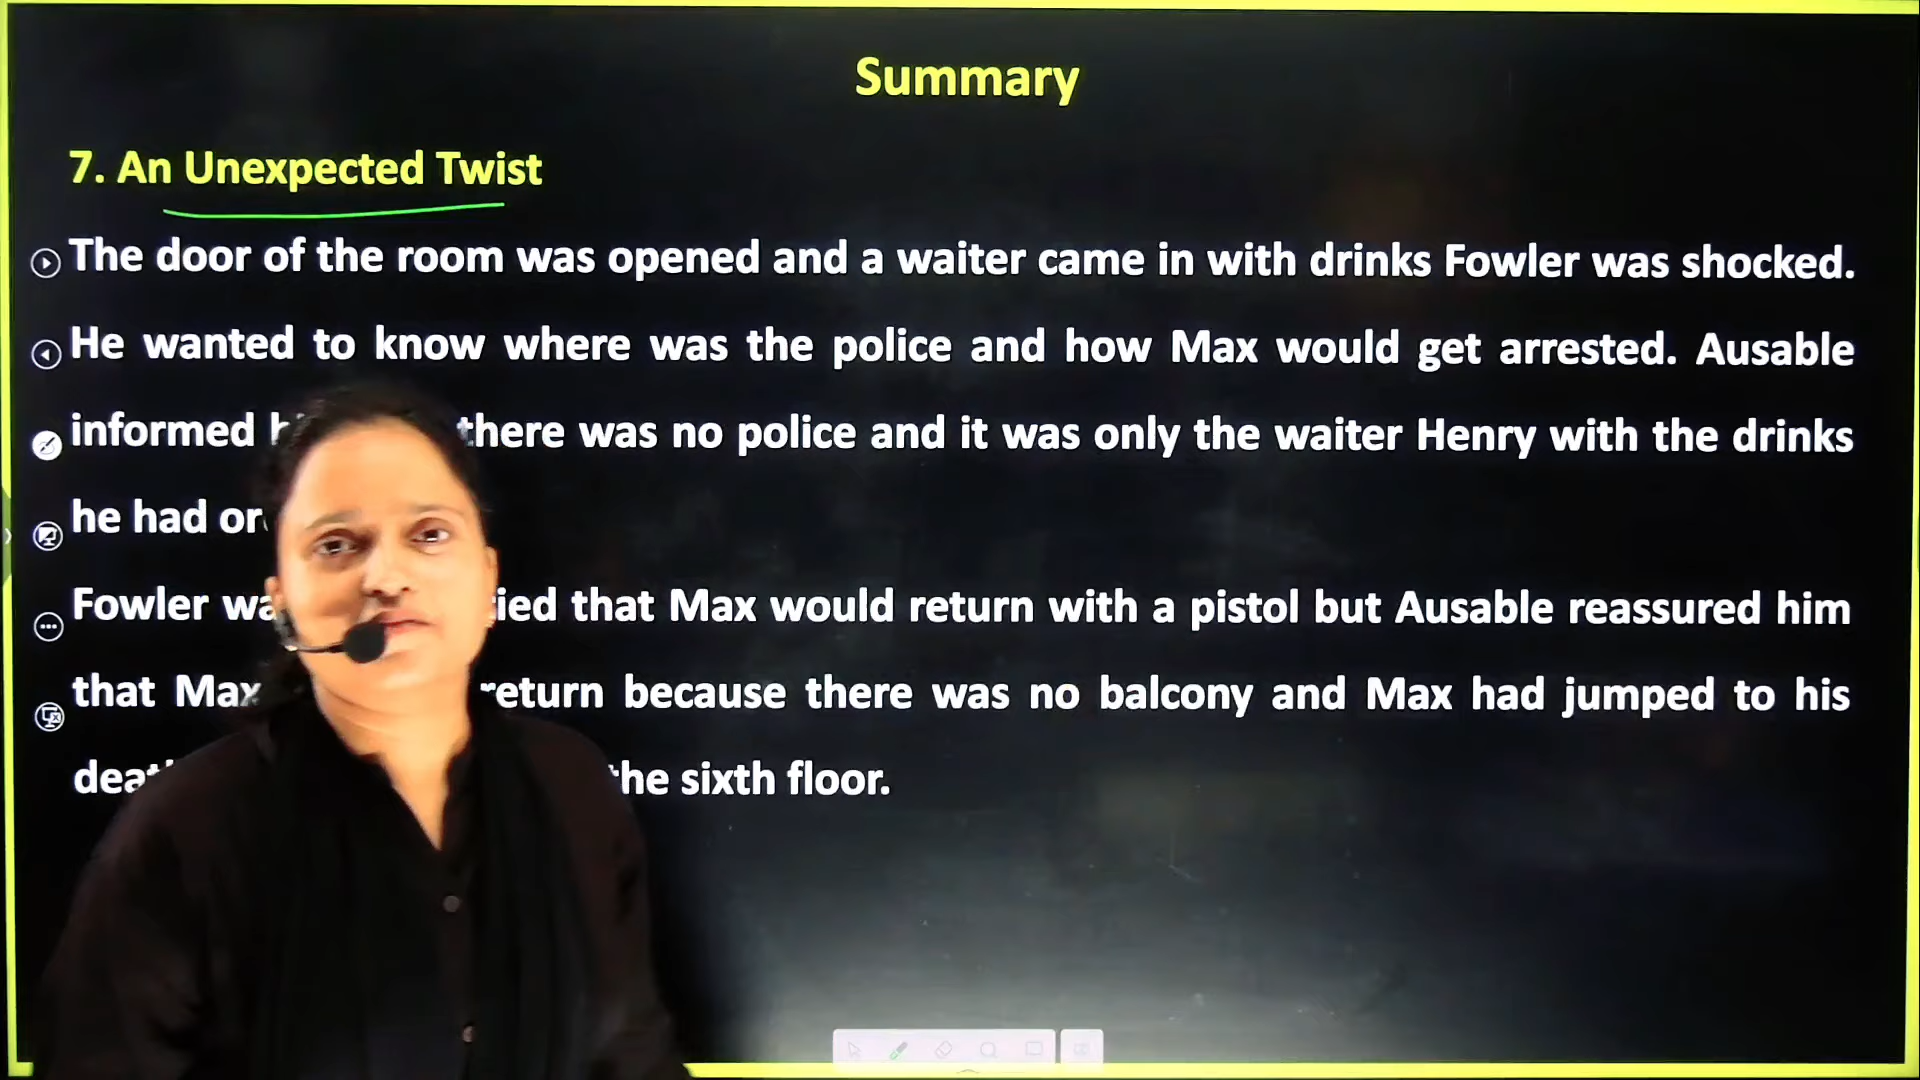 Summary
7. An Unexpected Twist
The door of the room was opened and a waiter came in with drinks Fowler was shocked.
He wanted to know where was the police and how Max would get arrested. Ausable
informed there was no police and it was only the waiter Henry with the drinks
he had
Fowler that Max would return with a pistol but Ausable reassured him
that Max return because there was no balcony and Max had jumped to his
the sixth floor.